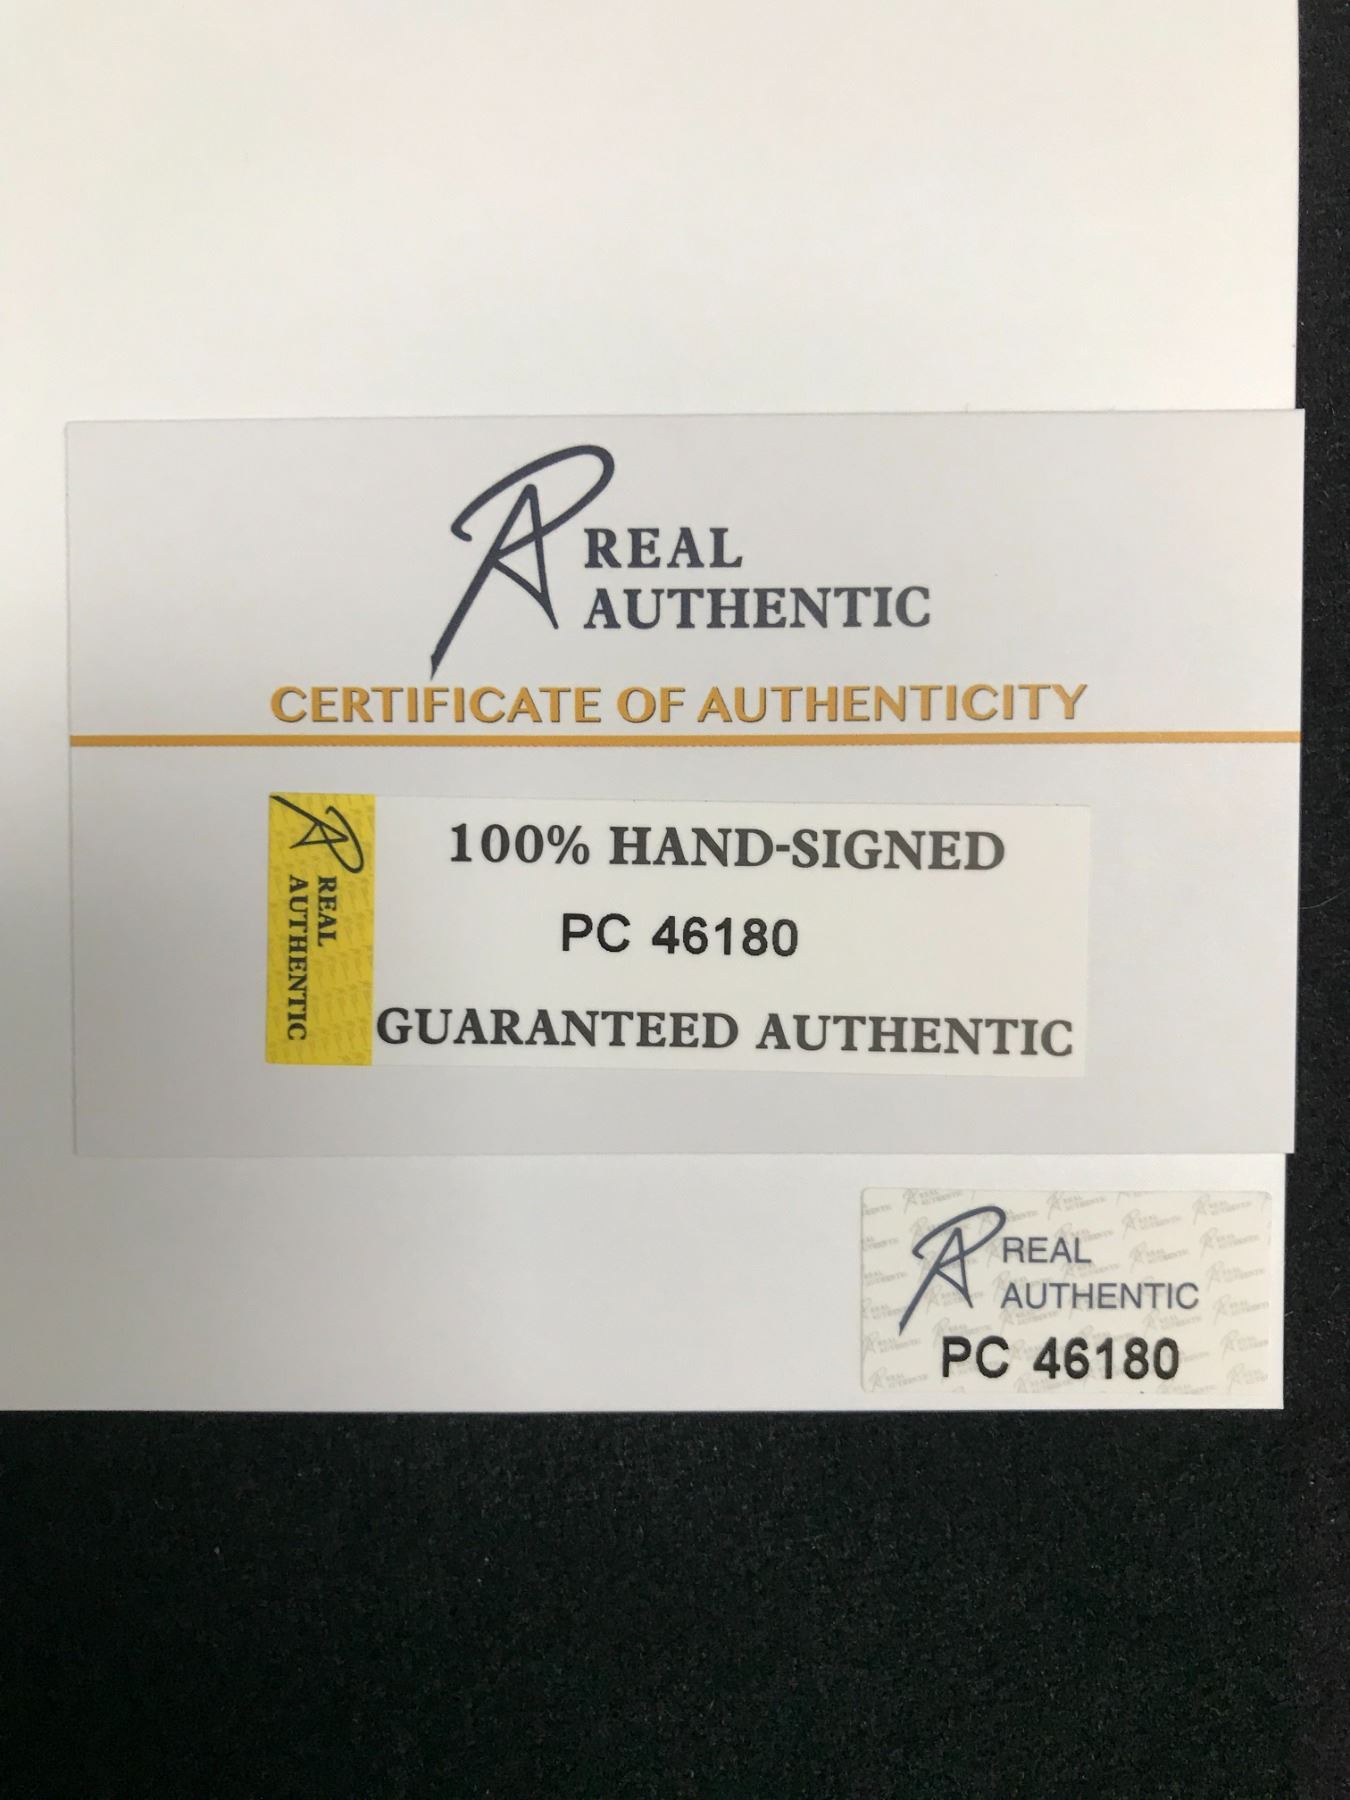 REAL
AUTHENTIC
CERTIFICATE OF AUTHENTICITY
REAL
AUTHENTIC
100% HAND-SIGNED
PC 46180
GUARANTEED AUTHENTIC
REAL
AUTHENTIC
PC 46180